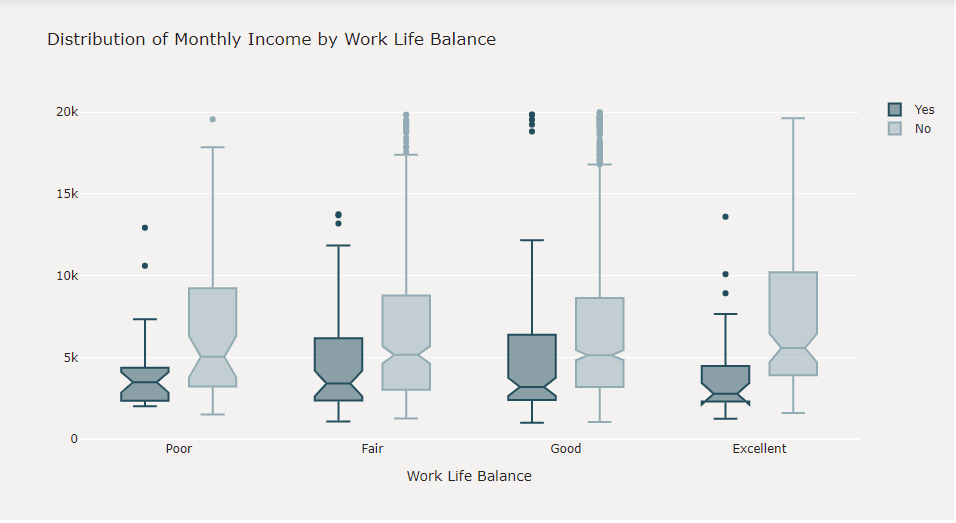 Distribution of Monthly Income by Work Life Balance
20k
15k
10k
5k
0
Poor
Fair
Good
Excellent
Work Life Balance
Yes
No